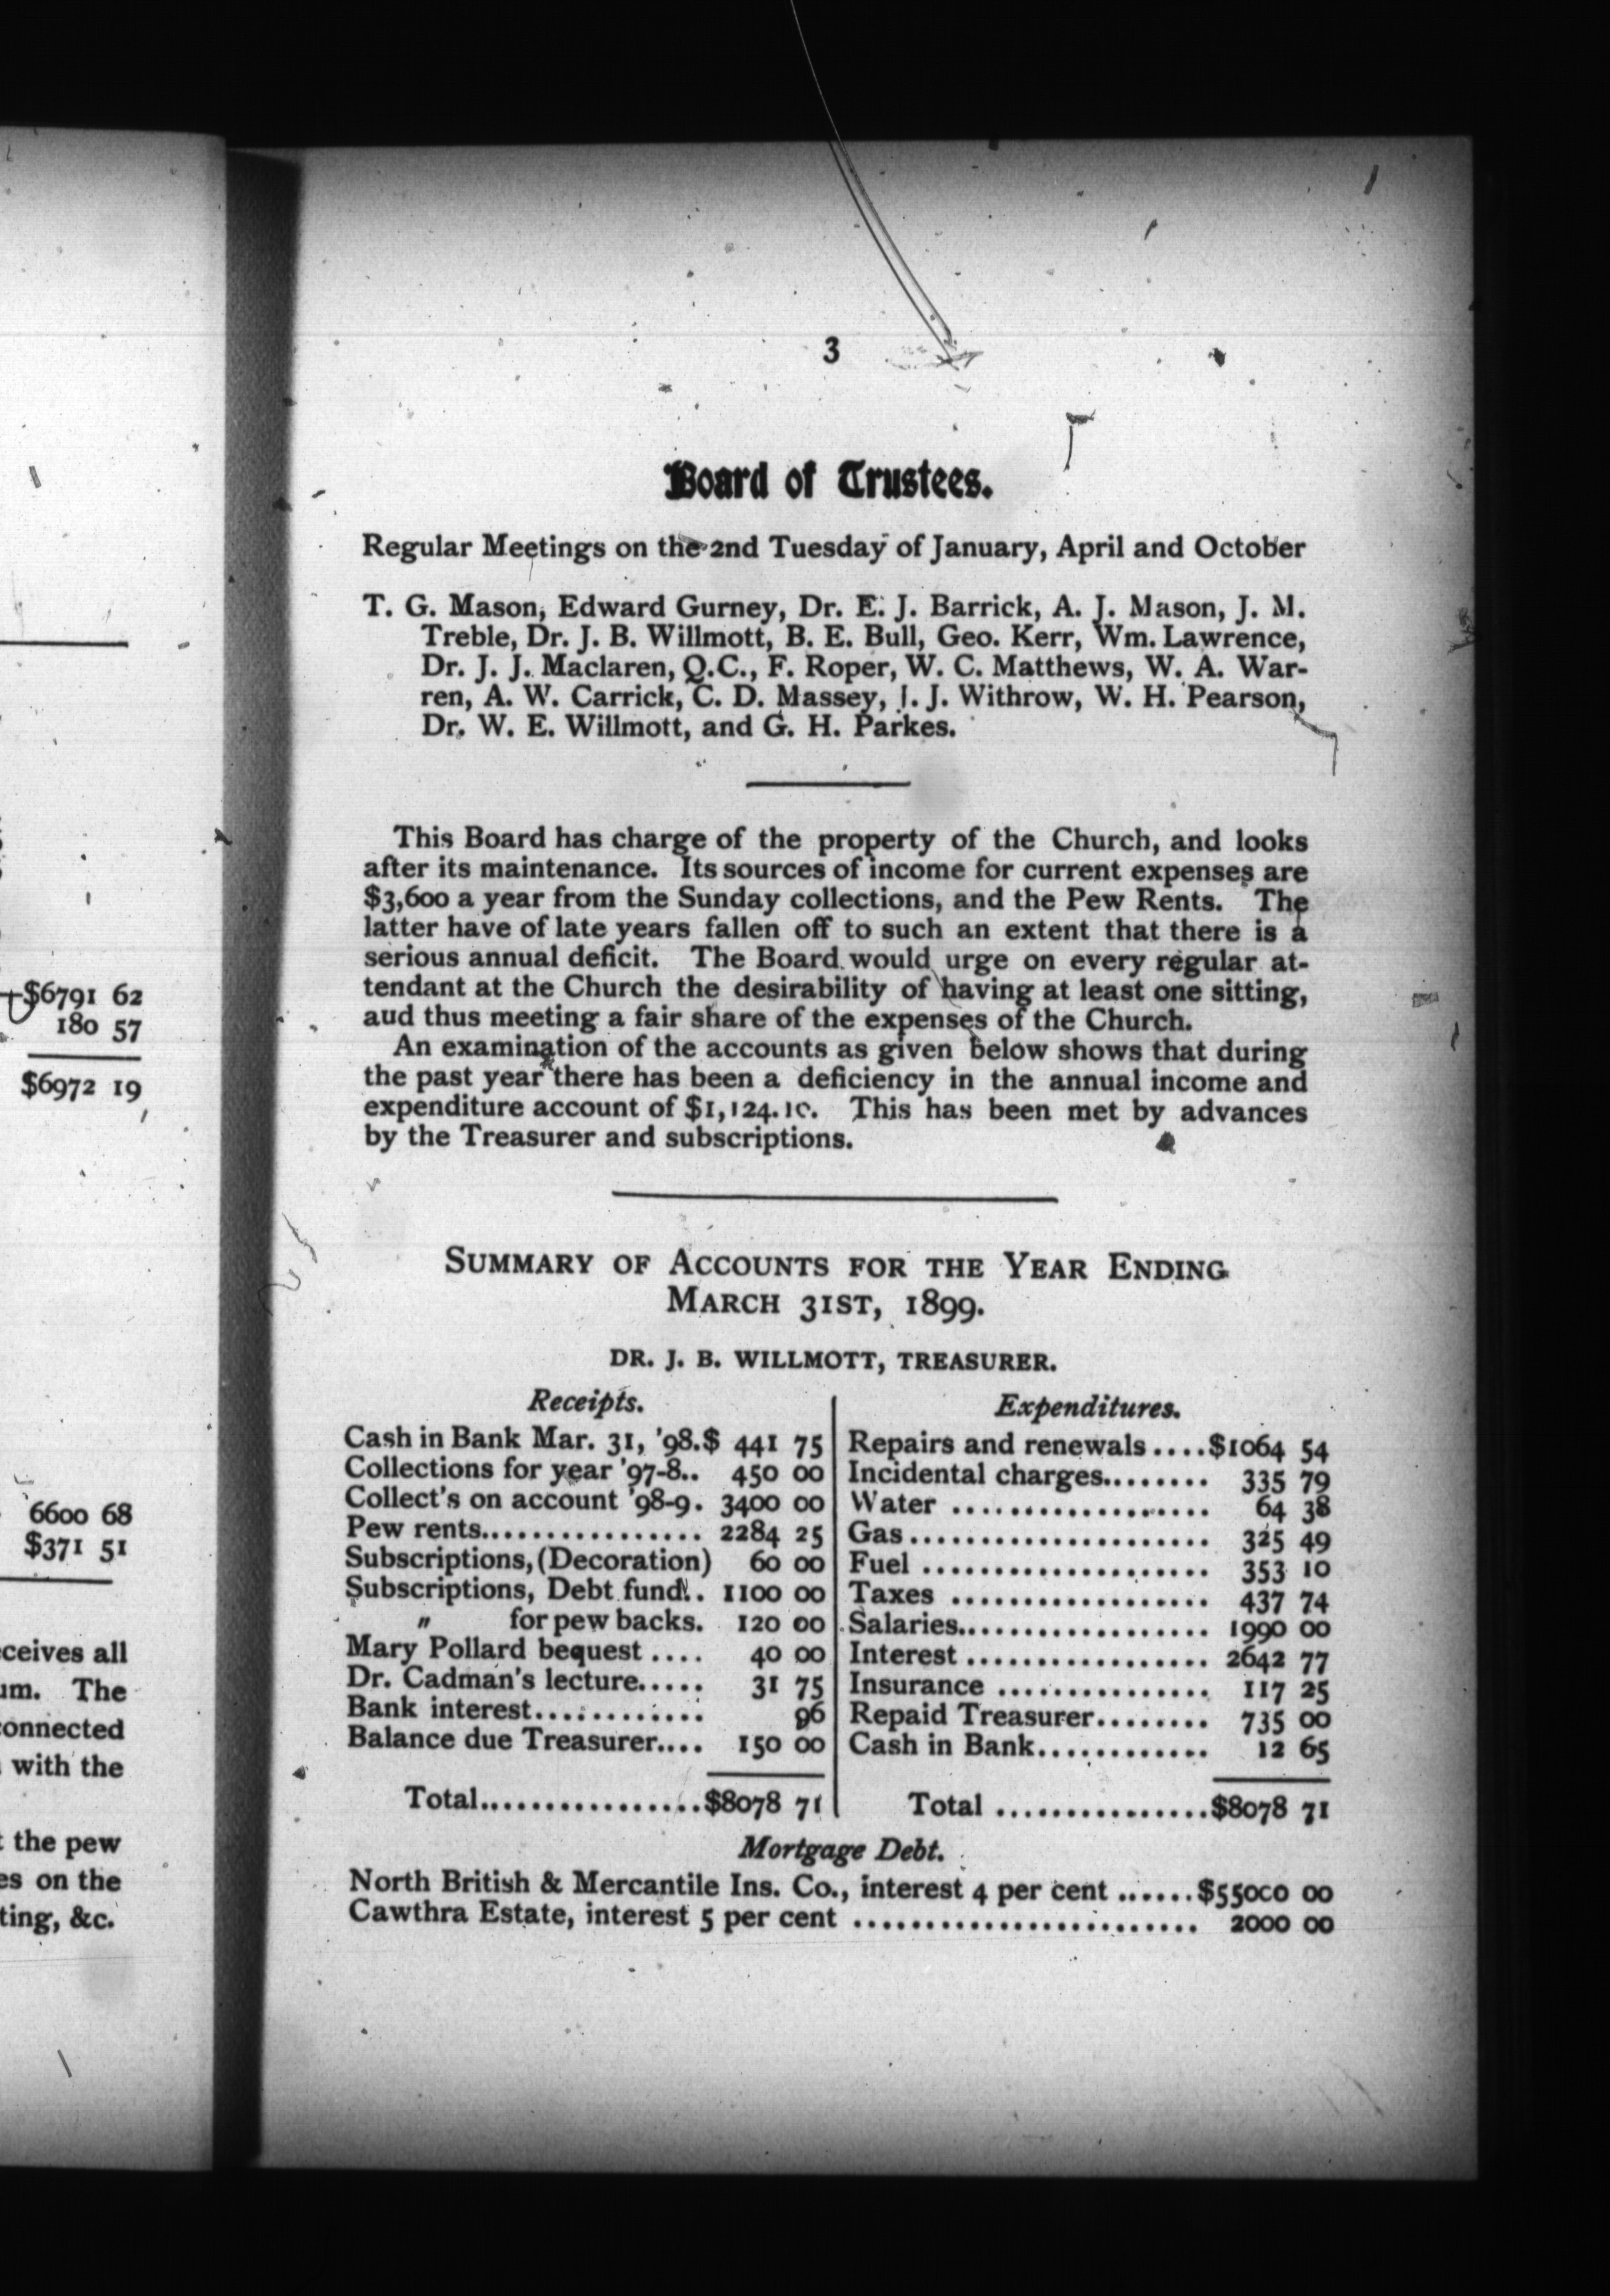 $6791 62
180 57
$6972 19
6600 68
$371 51
ceives all
um. The
connected
with the
the pew
es on the
ting, &c.
3
Board of Trustees.
Regular Meetings on the 2nd Tuesday of January, April and October
T. G. Mason, Edward Gurney, Dr. E. J. Barrick, A. J. Mason, J. M.
Treble, Dr. J. B. Willmott, B. E. Bull, Geo. Kerr, Wm. Lawrence,
Dr. J. J. Maclaren, Q.C., F. Roper, W. C. Matthews, W. A. War-
ren, A. W. Carrick, C. D. Massey, J. J. Withrow, W. H. Pearson,
Dr. W. E. Willmott, and G. H. Parkes.
This Board has charge of the property of the Church, and looks
after its maintenance. Its sources of income for current expenses are
$3,600 a year from the Sunday collections, and the Pew Rents. The
latter have of late years fallen off to such an extent that there is a
serious annual deficit. The Board would urge on every regular at-
tendant at the Church the desirability of having at least one sitting,
aud thus meeting a fair share of the expenses of the Church.
An examination of the accounts as given below shows that during
the past year there has been a deficiency in the annual income and
expenditure account of $1,124.10. This has been met by advances
by the Treasurer and subscriptions.
SUMMARY OF ACCOUNTS FOR THE YEAR ENDING
MARCH 31ST, 1899.
DR. J. B. WILLMOTT, TREASURER.
Receipts.
Cash in Bank Mar. 31, '98.$ 441 75
Collections for year '97-8.. 450 00
Collect's on account '98-9. 3400 00
Pew rents................ 2284 25
Subscriptions, (Decoration) 60 00
Subscriptions, Debt fund.. 1100 00
" for pew backs. 120 00
Mary Pollard bequest .... 40 00
Dr. Cadman's lecture..... 31 75
Bank interest............ 96
Balance due Treasurer.... 150 00
Total.................$8078 71
Expenditures.
Repairs and renewals ....$1064 54
Incidental charges........ 335 79
Water .................. 64 38
Gas...................... 325 49
Fuel .................... 353 10
Taxes .................. 437 74
Salaries.................. 1990 00
Interest ................. 2642 77
Insurance ............... 117 25
Repaid Treasurer........ 735 00
Cash in Bank............ 12 65
Total ...............$8078 71
Mortgage Debt.
North British & Mercantile Ins. Co., interest 4 per cent ......$55000 00
Cawthra Estate, interest 5 per cent ........................ 2000 00